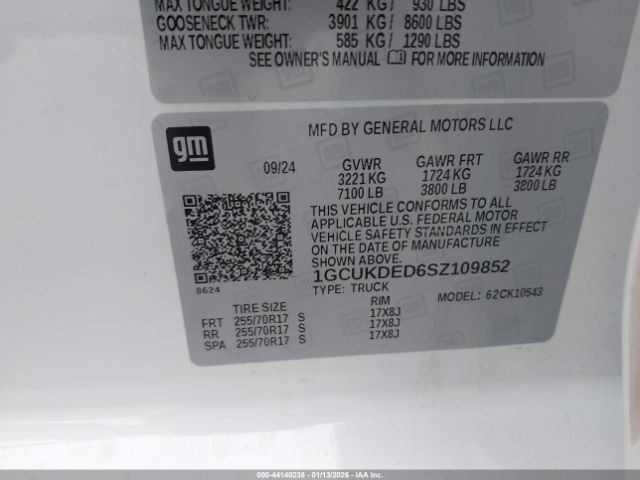 MAX TONGUE WEIGHT: 422 KG / 930 LBS
GOOSENECK TWR: 3901 KG / 8600 LBS
MAX TONGUE WEIGHT: 585 KG / 1290 LBS
SEE OWNER'S MANUAL FOR MORE INFORMATION
gm
MFD BY GENERAL MOTORS LLC
09/24 GVWR GAWR FRT GAWR RR
3221 KG 1724 KG 1724 KG
7100 LB 3800 LB 3800 LB
THIS VEHICLE CONFORMS TO ALL
APPLICABLE U.S. FEDERAL MOTOR
VEHICLE SAFETY STANDARDS IN EFFECT
ON THE DATE OF MANUFACTURE
SHOWN ABOVE.
1GCUKDED6SZ109852
8624
TYPE: TRUCK MODEL: 62CK10543
TIRE SIZE RIM
FRT 255/70R17 S 17X8J
RR 255/70R17 S 17X8J
SPA 255/70R17 S 17X8J
000-44140238 - 01/13/2026 - COPYRIGHT IAA, LLC